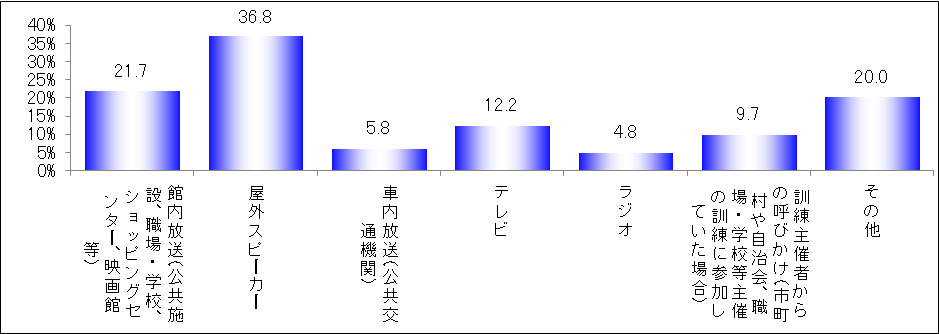 40%
35%
30%
25%
20%
15%
10%
5%
0%
21.7
36.8
5.8
12.2
4.8
9.7
20.0
館内放送(公共施
設、職場・学校、
ショッピングセ
ンター、映画館
等)
屋外スピーカー
車内放送(公共交
通機関)
テレビ
ラジオ
訓練主催者から
の呼びかけ(市町
村や自治会、職
場・学校等主催
の訓練に参加し
ていた場合)
その他